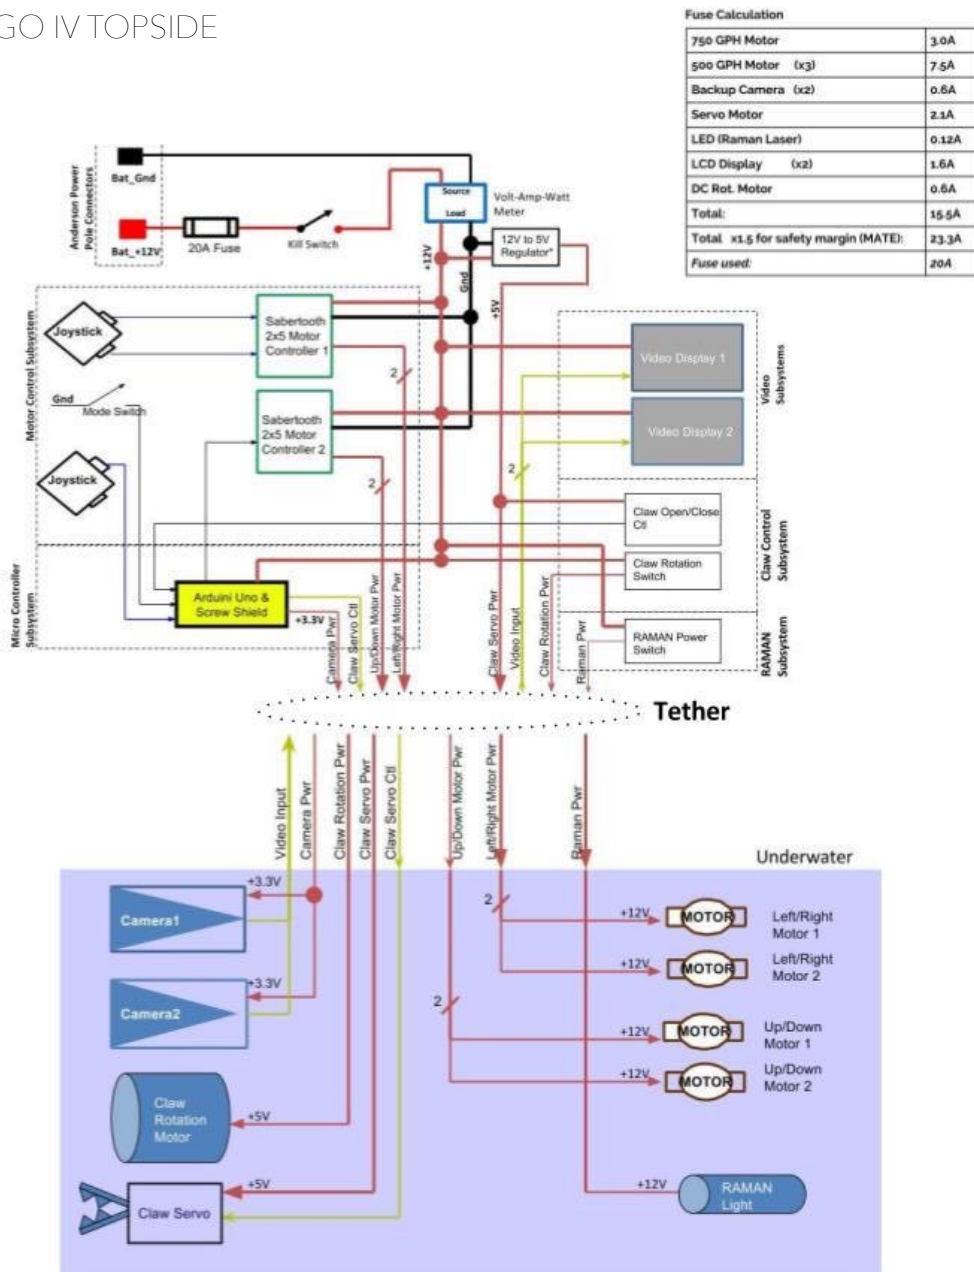 GO IV TOPSIDE
Fuse Calculation
750 GPH Motor 3.0A
500 GPH Motor (x3) 7.5A
Backup Camera (x2) 0.6A
Servo Motor 2.1A
LED (Raman Laser) 0.12A
LCD Display (x2) 1.6A
DC Rot. Motor 0.6A
Total: 15.5A
Total x1.5 for safety margin (MATE): 23.3A
Fuse used: 20A
Anderson Power
Pole Connectors
Bat_Gnd
Bat_+12V
20A Fuse
Kill Switch
Source
Load
Volt-Amp-Watt
Meter
12V to 5V
Regulator*
+12V
Gnd
+5V
Motor Control Subsystem
Joystick
Sabertooth
2x5 Motor
Controller 1
2
Gnd
Mode Switch
Sabertooth
2x5 Motor
Controller 2
2
Joystick
Video Display 1
Video Display 2
Video
Subsystems
2
Claw Open/Close
Ctl
Claw Rotation
Switch
Claw Control
Subsystem
RAMAN Power
Switch
RAMAN
Subsystem
Micro Controller
Subsystem
Arduino Uno &
Screw Shield
+3.3V
Camera Pwr
Claw Servo Ctl
Up/Down Motor Pwr
Left/Right Motor Pwr
Claw Servo Pwr
Video Input
Claw Rotation Pwr
Raman Pwr
Tether
Video Input
Camera Pwr
Claw Rotation Pwr
Claw Servo Pwr
Claw Servo Ctl
Up/Down Motor Pwr
Left/Right Motor Pwr
Raman Pwr
Underwater
+3.3V
Camera1
+3.3V
Camera2
Claw
Rotation
Motor
+5V
+5V
Claw Servo
2
+12V
MOTOR
Left/Right
Motor 1
+12V
MOTOR
Left/Right
Motor 2
2
+12V
MOTOR
Up/Down
Motor 1
+12V
MOTOR
Up/Down
Motor 2
+12V
RAMAN
Light